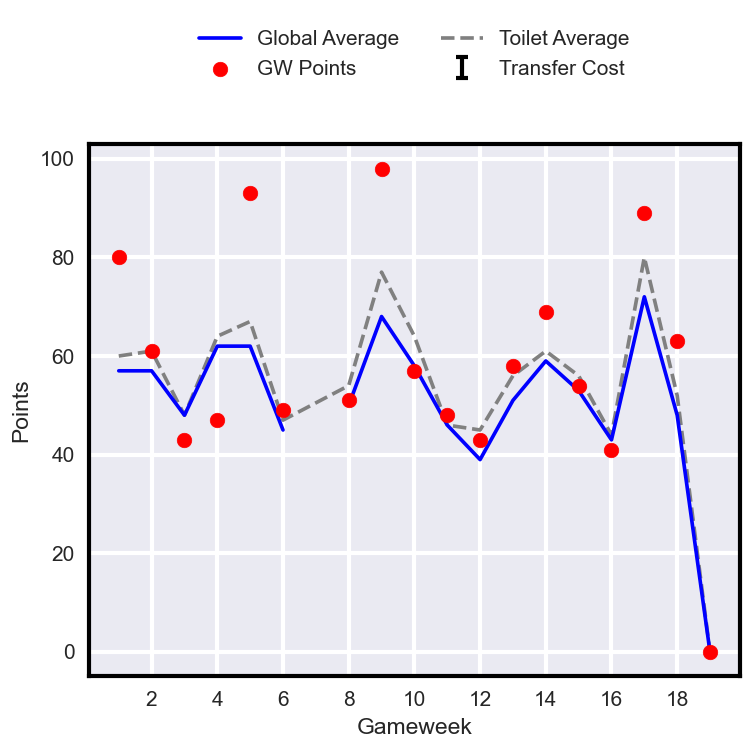 Global Average
Toilet Average
GW Points
Transfer Cost
100
80
60
40
20
0
Points
2 4 6 8 10 12 14 16 18
Gameweek